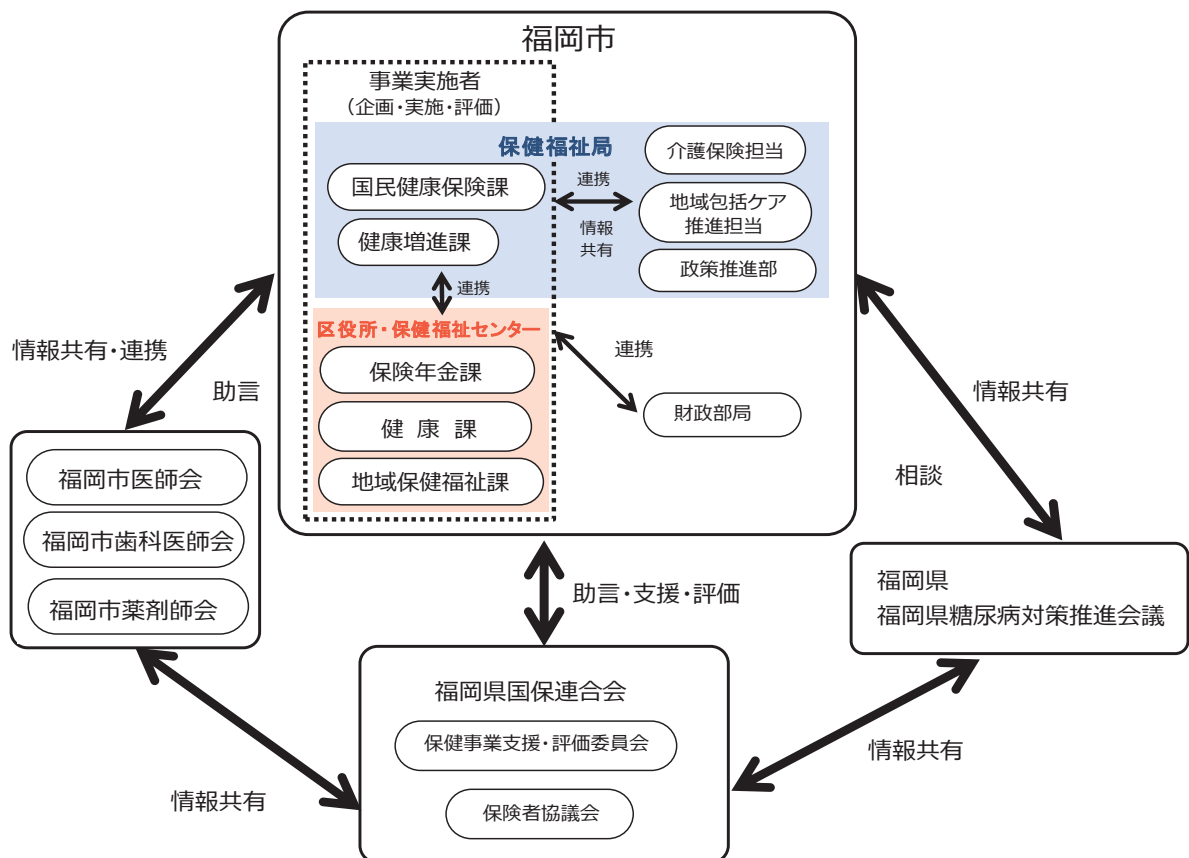 福岡市
事業実施者
（企画・実施・評価）
保健福祉局
国民健康保険課
健康増進課
連携
情報
共有
介護保険担当
地域包括ケア
推進担当
政策推進部
連携
区役所・保健福祉センター
保険年金課
健 康 課
地域保健福祉課
連携
財政部局
情報共有・連携
助言
情報共有
相談
福岡市医師会
福岡市歯科医師会
福岡市薬剤師会
助言・支援・評価
福岡県
福岡県糖尿病対策推進会議
福岡県国保連合会
保健事業支援・評価委員会
保険者協議会
情報共有
情報共有